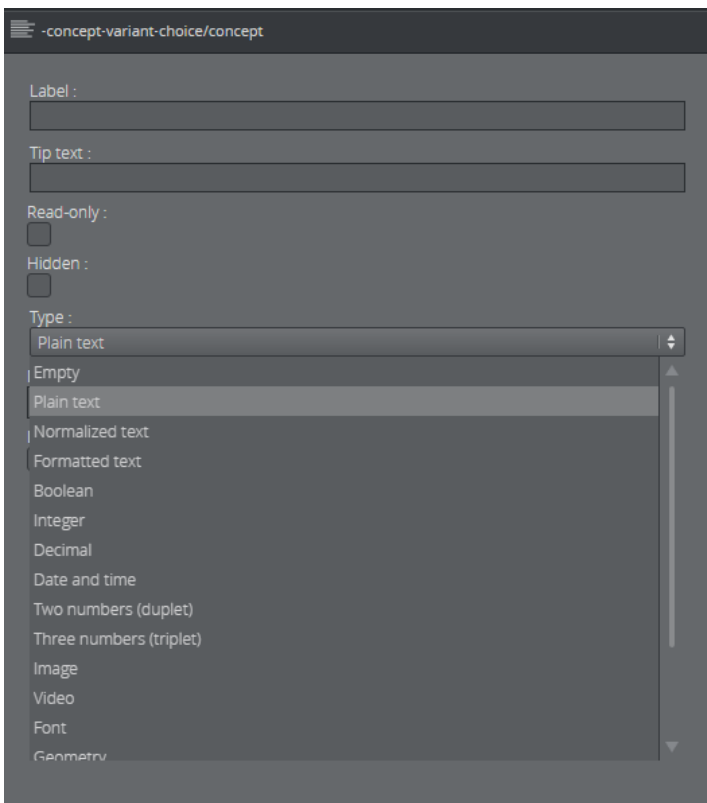 -concept-variant-choice/concept
Label :
Tip text :
Read-only :
Hidden :
Type :
Plain text
Empty
Plain text
Normalized text
Formatted text
Boolean
Integer
Decimal
Date and time
Two numbers (duplet)
Three numbers (triplet)
Image
Video
Font
Geometry